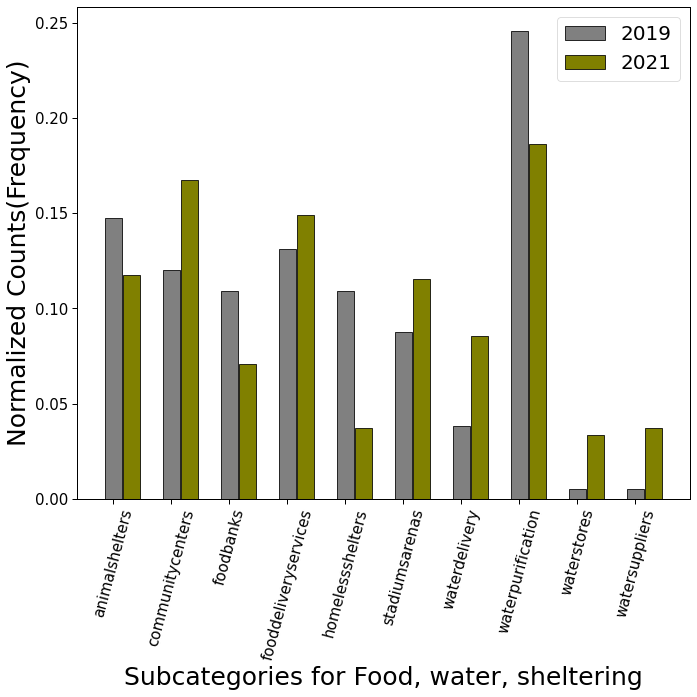 2019
2021
Normalized Counts(Frequency)
0.25
0.20
0.15
0.10
0.05
0.00
animalshelters
communitycenters
foodbanks
fooddeliveryservices
homelessshelters
stadiumsarenas
waterdelivery
waterpurification
waterstores
watersuppliers
Subcategories for Food, water, sheltering